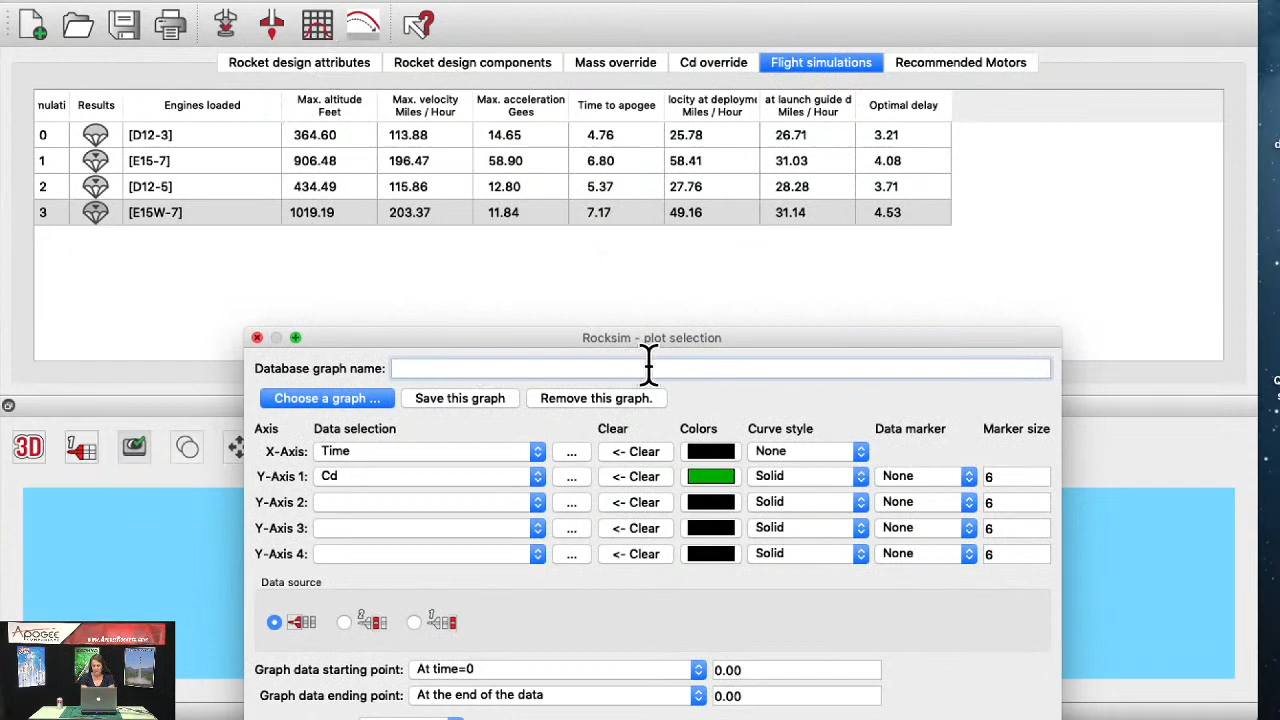 Rocket design attributes Rocket design components Mass override Cd override Flight simulations Recommended Motors
mulati Results Engines loaded Max. altitude Feet Max. velocity Miles / Hour Max. acceleration Gees Time to apogee locity at deployme Miles / Hour at launch guide d Miles / Hour Optimal delay
0 [D12-3] 364.60 113.88 14.65 4.76 25.78 26.71 3.21
1 [E15-7] 906.48 196.47 58.90 6.80 58.41 31.03 4.08
2 [D12-5] 434.49 115.86 12.80 5.37 27.76 28.28 3.71
3 [E15W-7] 1019.19 203.37 11.84 7.17 49.16 31.14 4.53
Rocksim - plot selection
Database graph name:
Choose a graph ... Save this graph Remove this graph.
Axis Data selection Clear Colors Curve style Data marker Marker size
X-Axis: Time ... <- Clear None
Y-Axis 1: Cd ... <- Clear Solid None 6
Y-Axis 2: ... <- Clear Solid None 6
Y-Axis 3: ... <- Clear Solid None 6
Y-Axis 4: ... <- Clear Solid None 6
Data source
2 1
Graph data starting point: At time=0 0.00
Graph data ending point: At the end of the data 0.00
3D 1
APOGEE
www.ApogeeRockets.com